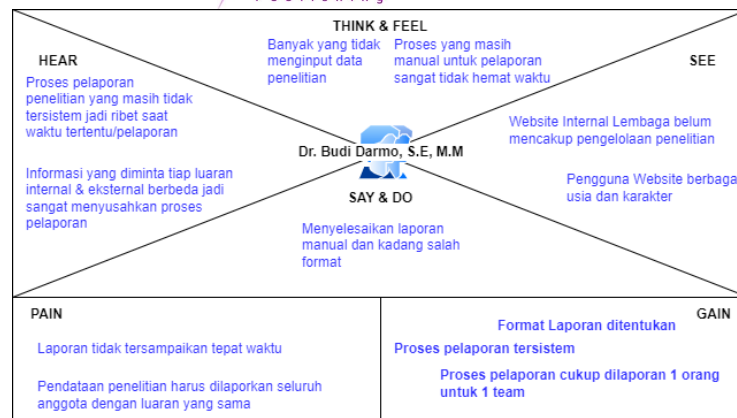 THINK & FEEL
Banyak yang tidak
menginput data
penelitian
Proses yang masih
manual untuk pelaporan
sangat tidak hemat waktu
HEAR
Proses pelaporan
penelitian yang masih tidak
tersistem jadi ribet saat
waktu tertentu/pelaporan
Informasi yang diminta tiap luaran
internal & eksternal berbeda jadi
sangat menyusahkan proses
pelaporan
SEE
Website Internal Lembaga belum
mencakup pengelolaan penelitian
Pengguna Website berbaga
usia dan karakter
Dr. Budi Darmo, S.E, M.M
SAY & DO
Menyelesaikan laporan
manual dan kadang salah
format
PAIN
Laporan tidak tersampaikan tepat waktu
Pendataan penelitian harus dilaporkan seluruh
anggota dengan luaran yang sama
GAIN
Format Laporan ditentukan
Proses pelaporan tersistem
Proses pelaporan cukup dilaporan 1 orang
untuk 1 team